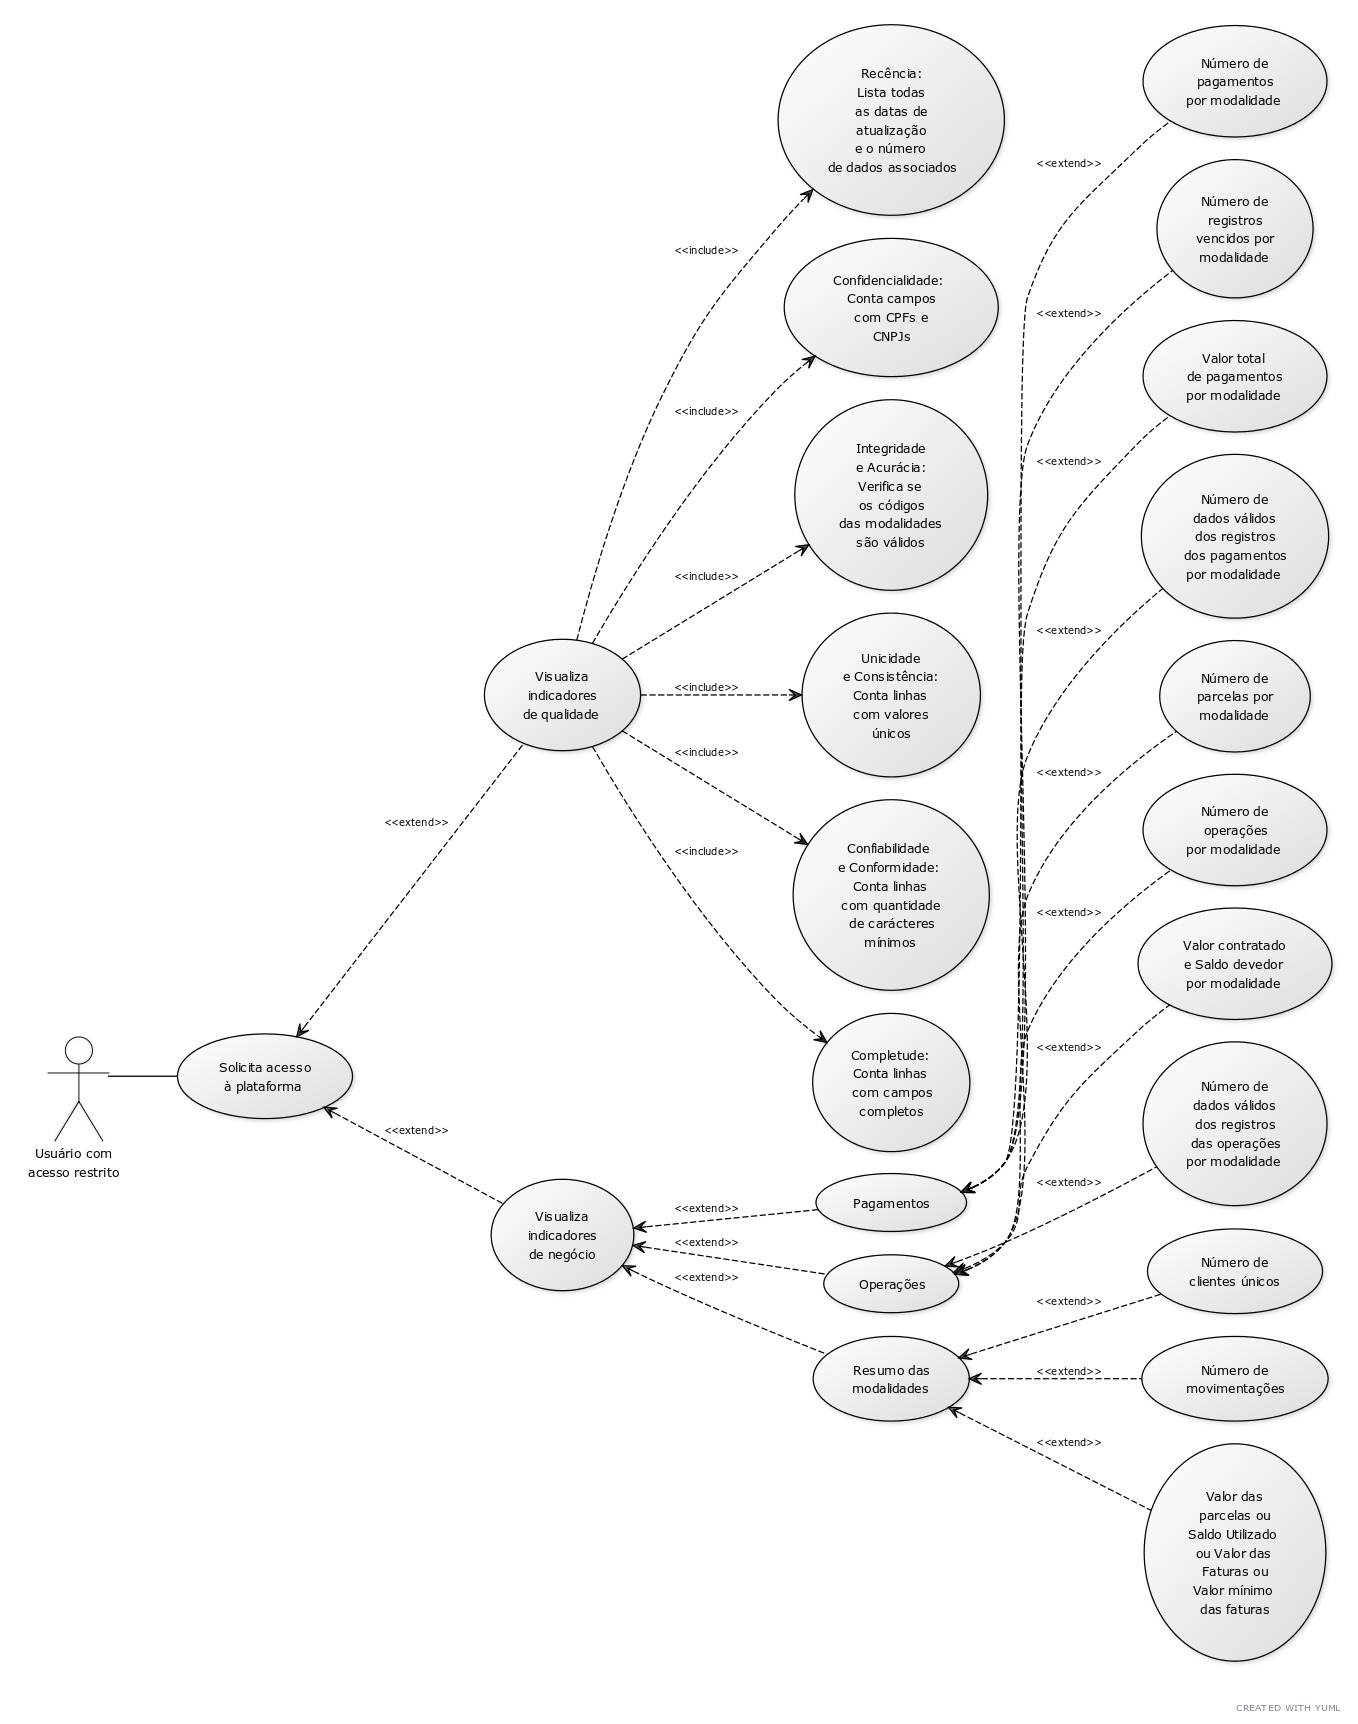 Usuário com
acesso restrito
Solicita acesso
à plataforma
<<extend>>
<<extend>>
Visualiza
indicadores
de qualidade
Visualiza
indicadores
de negócio
<<include>>
<<include>>
<<include>>
<<include>>
<<include>>
<<include>>
<<extend>>
<<extend>>
<<extend>>
Recência:
Lista todas
as datas de
atualização
e o número
de dados associados
Confidencialidade:
Conta campos
com CPFs e
CNPJs
Integridade
e Acurácia:
Verifica se
os códigos
das modalidades
são válidos
Unicidade
e Consistência:
Conta linhas
com valores
únicos
Confiabilidade
e Conformidade:
Conta linhas
com quantidade
de carácteres
mínimos
Completude:
Conta linhas
com campos
completos
Pagamentos
Operações
Resumo das
modalidades
<<extend>>
<<extend>>
<<extend>>
<<extend>>
<<extend>>
<<extend>>
<<extend>>
<<extend>>
<<extend>>
<<extend>>
<<extend>>
Número de
pagamentos
por modalidade
Número de
registros
vencidos por
modalidade
Valor total
de pagamentos
por modalidade
Número de
dados válidos
dos registros
dos pagamentos
por modalidade
Número de
parcelas por
modalidade
Número de
operações
por modalidade
Valor contratado
e Saldo devedor
por modalidade
Número de
dados válidos
dos registros
das operações
por modalidade
Número de
clientes únicos
Número de
movimentações
Valor das
parcelas ou
Saldo Utilizado
ou Valor das
Faturas ou
Valor mínimo
das faturas
CREATED WITH YUML